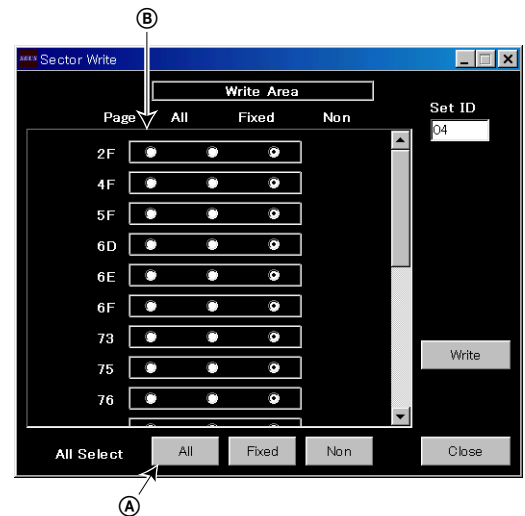 B
Sector Write
Write Area
Page All Fixed Non
Set ID
04
2F
4F
5F
6D
6E
6F
73
75
76
Write
All Select All Fixed Non Close
A